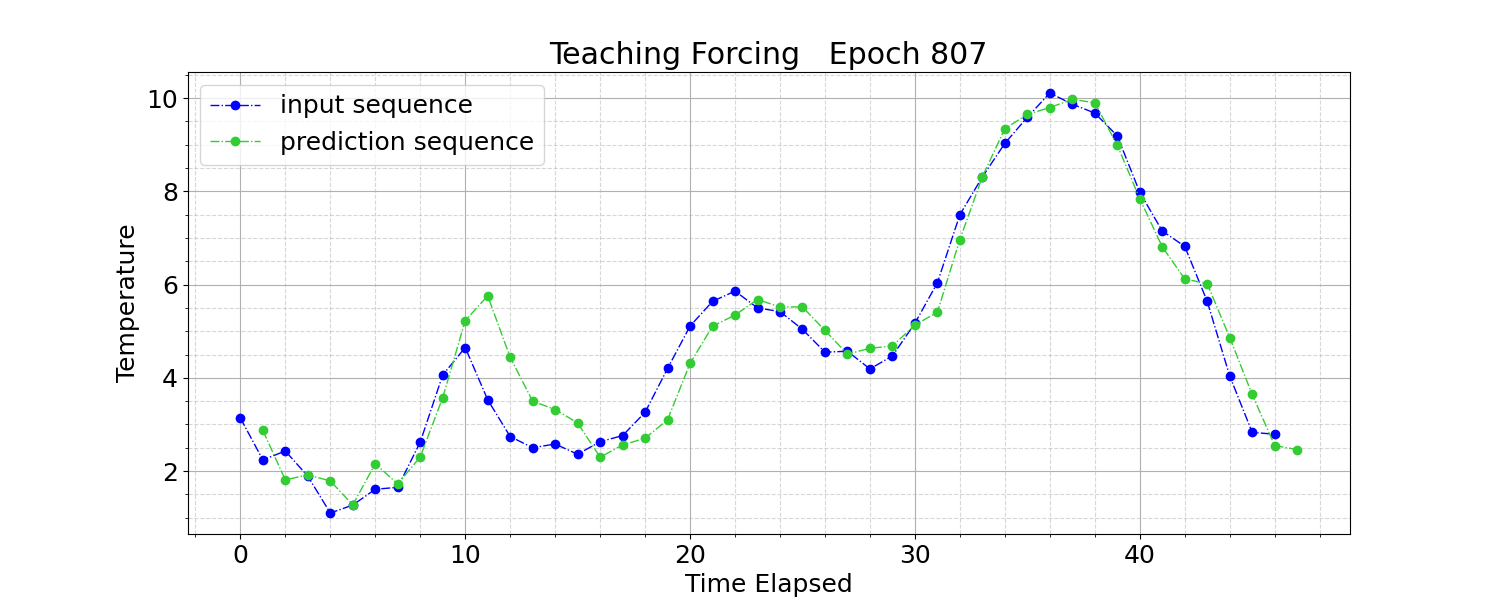 Teaching Forcing   Epoch 807
input sequence
prediction sequence
Temperature
10
8
6
4
2
0 10 20 30 40
Time Elapsed